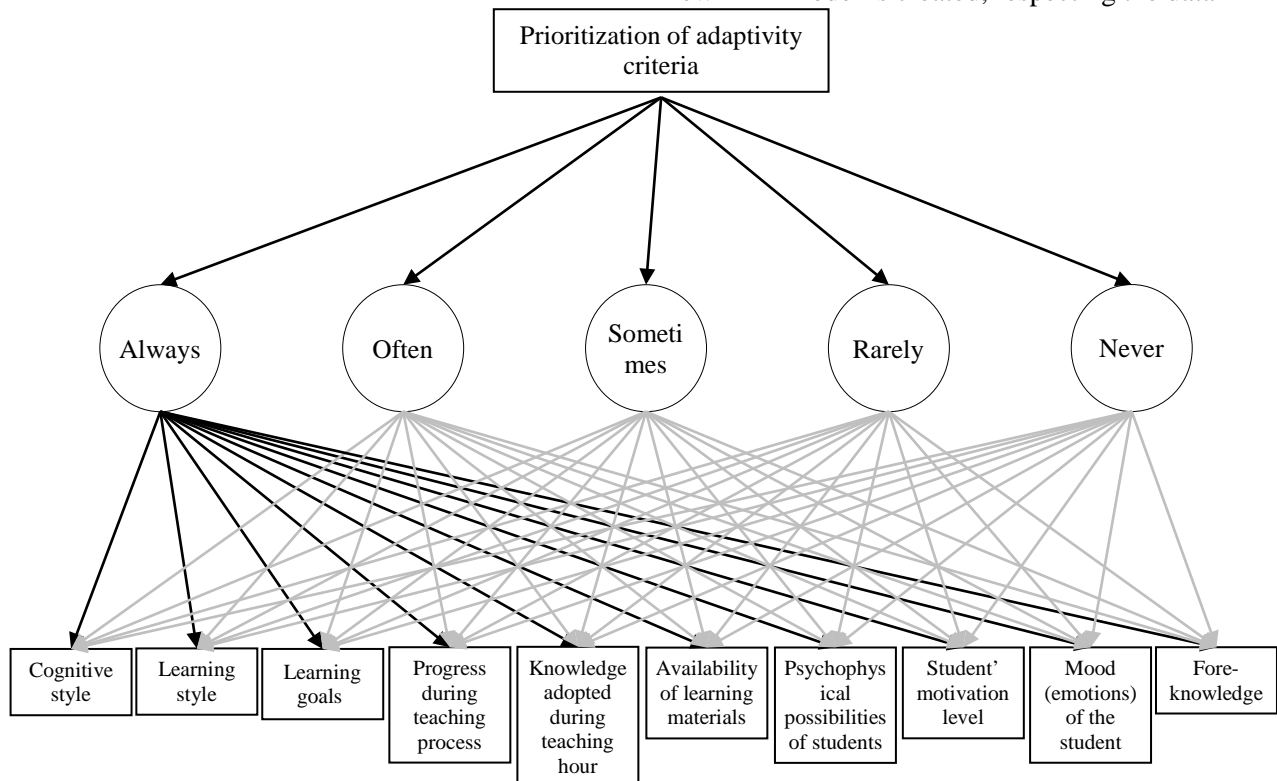 Prioritization of adaptivity
criteria
Always
Often
Someti
mes
Rarely
Never
Cognitive
style
Learning
style
Learning
goals
Progress
during
teaching
process
Knowledge
adopted
during
teaching
hour
Availability
of learning
materials
Psychophys
ical
possibilities
of students
Student’
motivation
level
Mood
(emotions)
of the
student
Fore-
knowledge